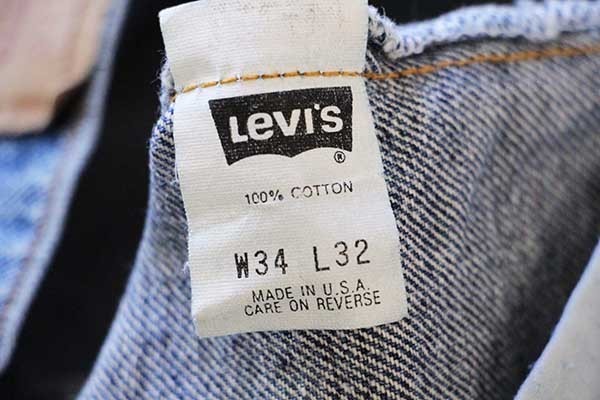 Levi's
®
100% COTTON
W34 L32
MADE IN U.S.A.
CARE ON REVERSE